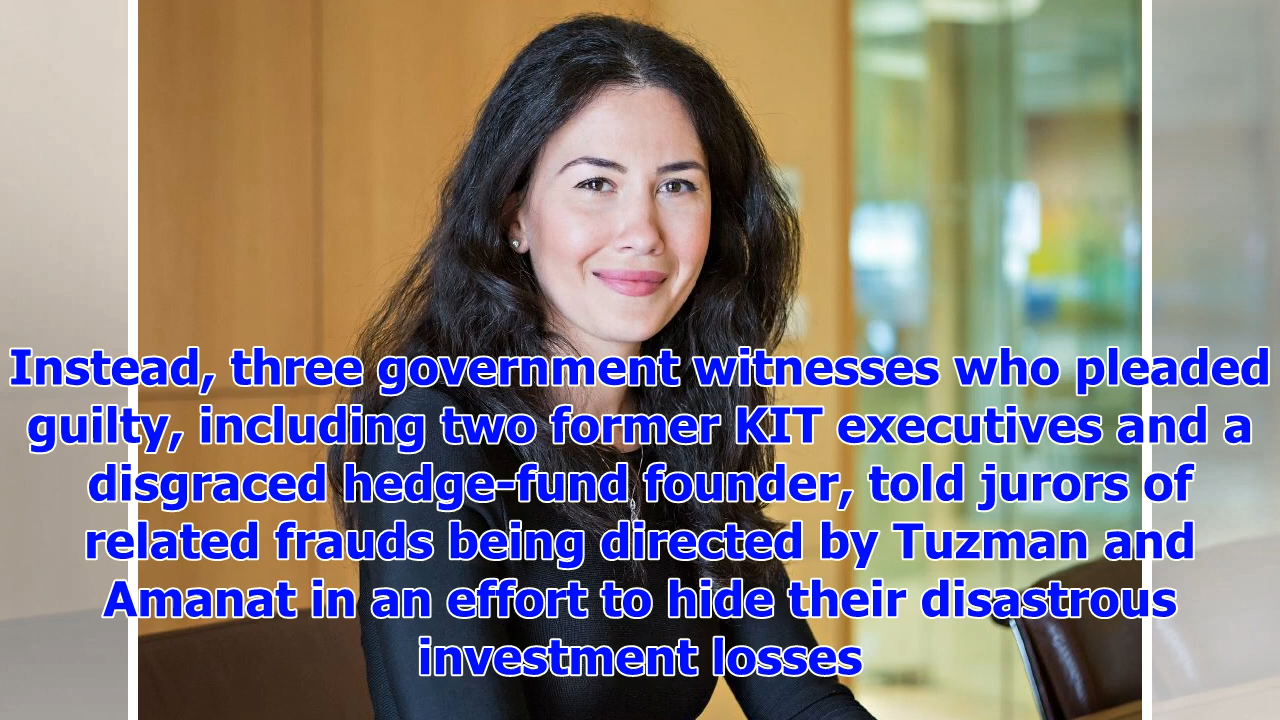 Instead, three government witnesses who pleaded
guilty, including two former KIT executives and a
disgraced hedge-fund founder, told jurors of
related frauds being directed by Tuzman and
Amanat in an effort to hide their disastrous
investment losses